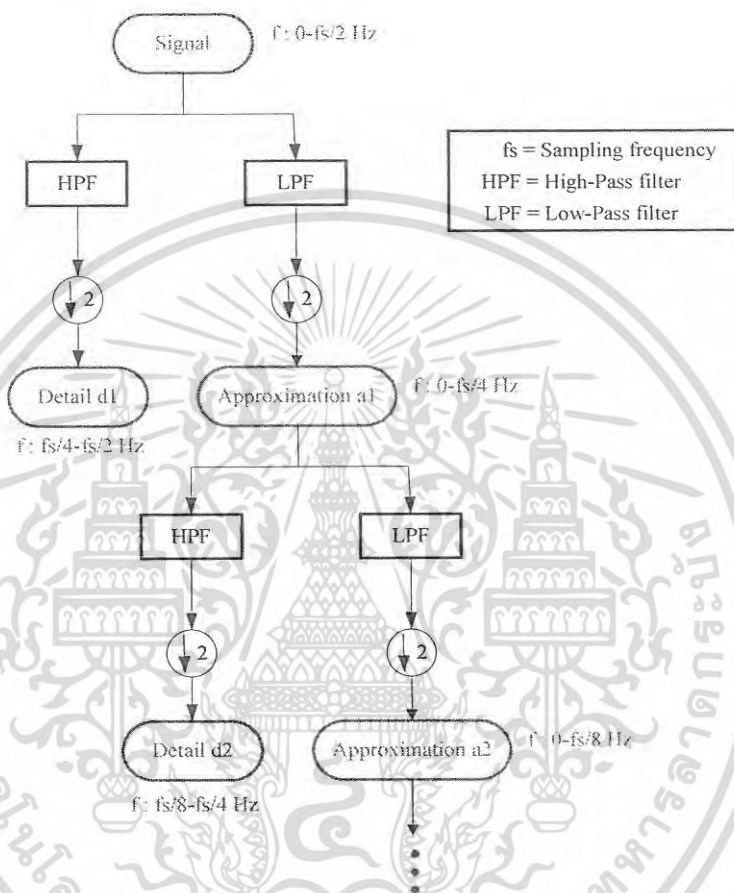 Signal
f : 0-fs/2 Hz
fs = Sampling frequency
HPF = High-Pass filter
LPF = Low-Pass filter
HPF
LPF
2
2
Detail d1
Approximation a1
f : 0-fs/4 Hz
f : fs/4-fs/2 Hz
HPF
LPF
2
2
Detail d2
Approximation a2
f : 0-fs/8 Hz
f : fs/8-fs/4 Hz